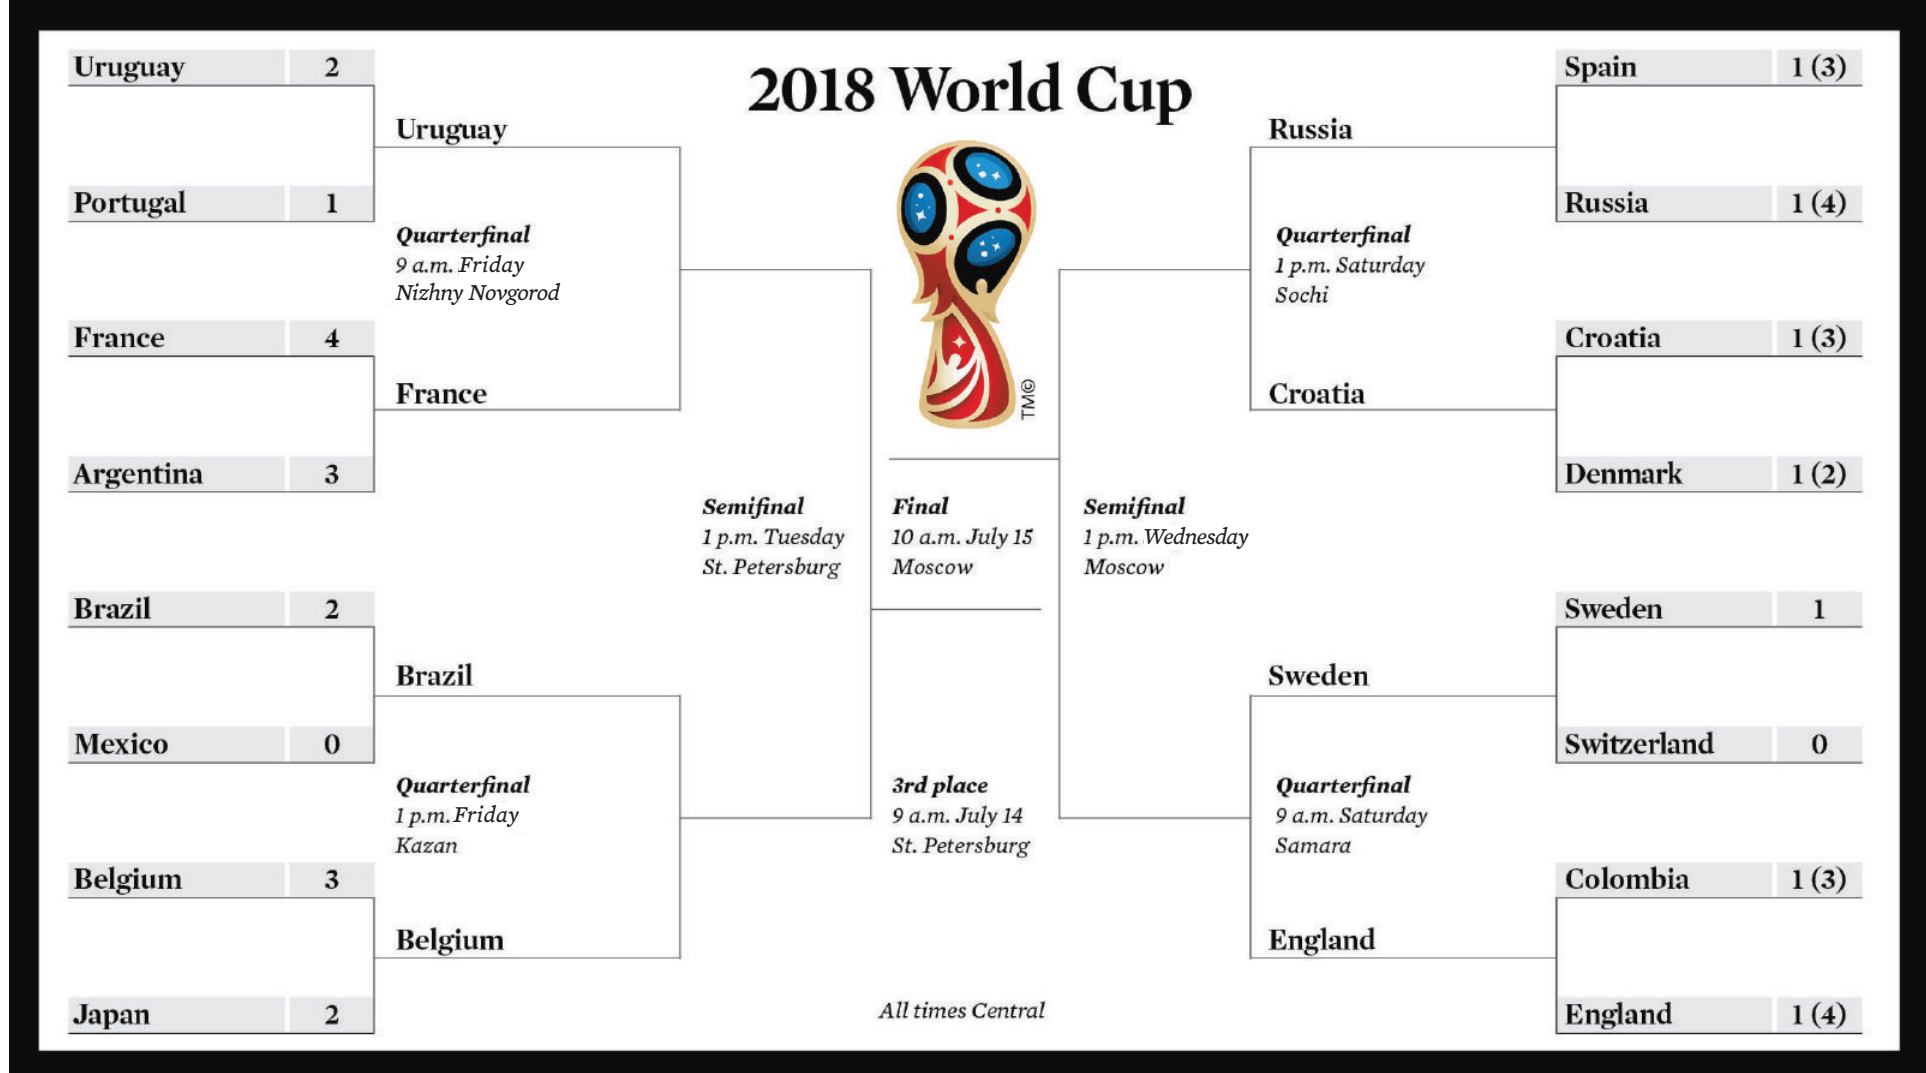 2018 World Cup
Uruguay 2
Portugal 1
France 4
Argentina 3
Brazil 2
Mexico 0
Belgium 3
Japan 2
Uruguay
Quarterfinal
9 a.m. Friday
Nizhny Novgorod
France
Brazil
Quarterfinal
1 p.m. Friday
Kazan
Belgium
Semifinal
1 p.m. Tuesday
St. Petersburg
TM©
Final
10 a.m. July 15
Moscow
3rd place
9 a.m. July 14
St. Petersburg
All times Central
Semifinal
1 p.m. Wednesday
Moscow
Russia
Quarterfinal
1 p.m. Saturday
Sochi
Croatia
Sweden
Quarterfinal
9 a.m. Saturday
Samara
England
Spain 1 (3)
Russia 1 (4)
Croatia 1 (3)
Denmark 1 (2)
Sweden 1
Switzerland 0
Colombia 1 (3)
England 1 (4)